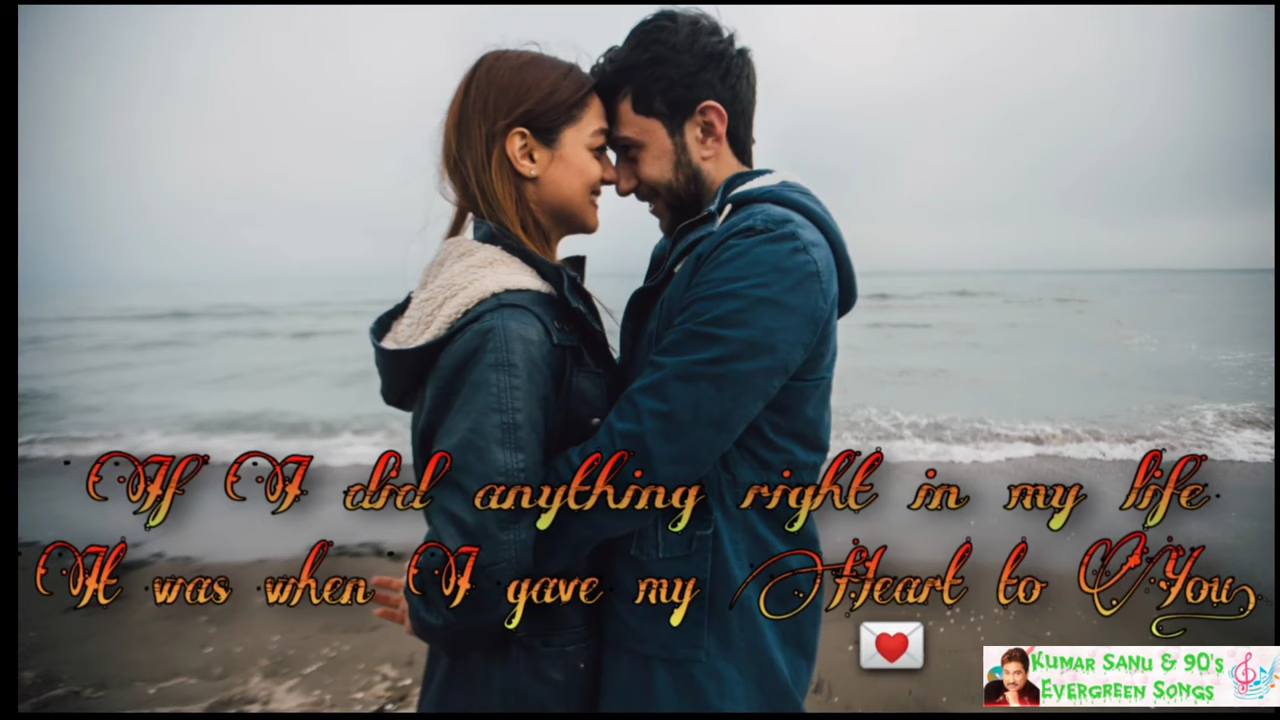 If I did anything right in my life
It was when I gave my Heart to You
Kumar Sanu & 90's
Evergreen Songs